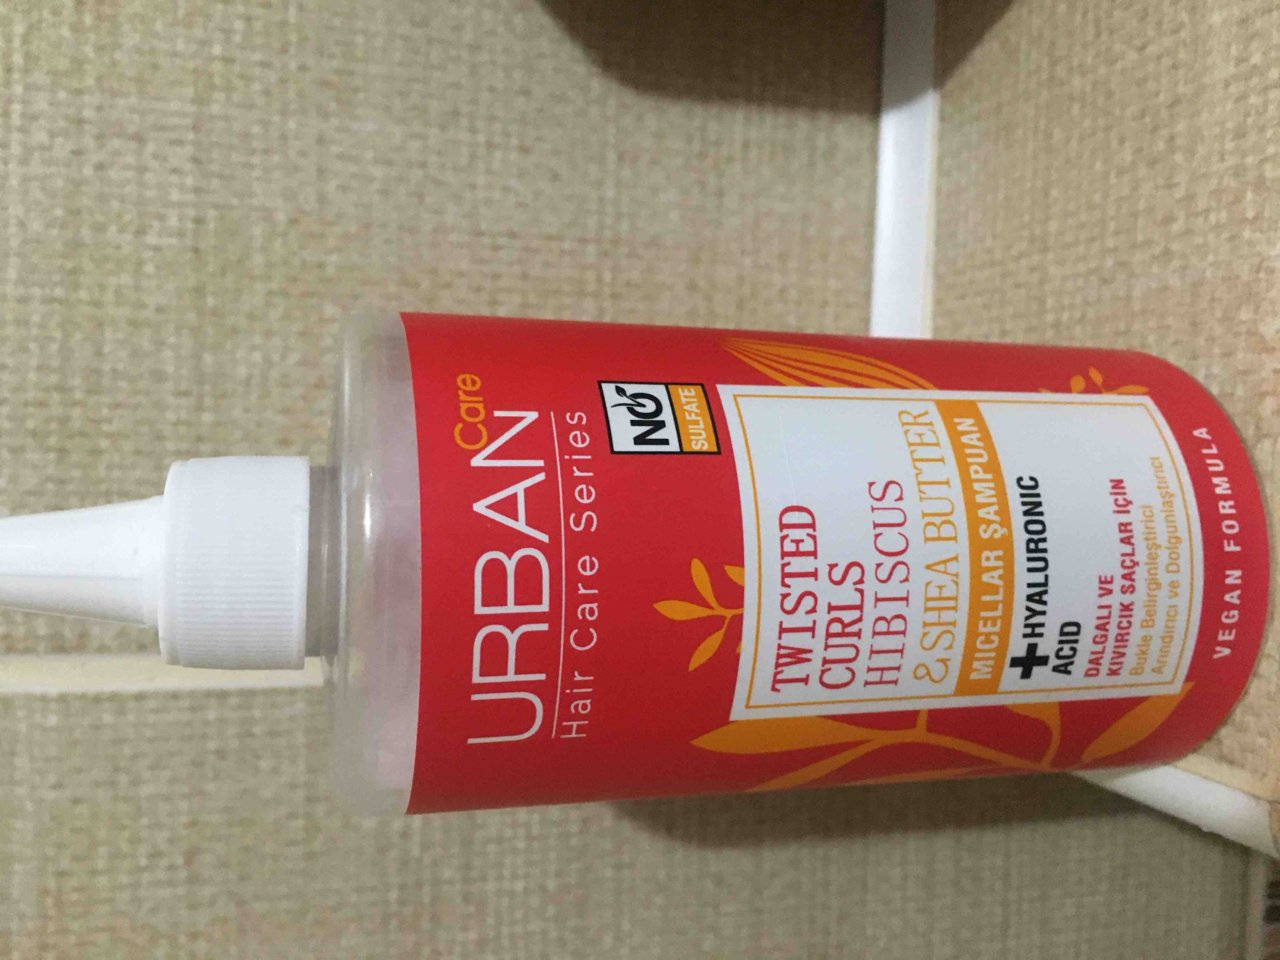 URBAN Care
Hair Care Series
NO
SULFATE
TWISTED
CURLS
HIBISCUS
& SHEA BUTTER
MICELLAR ŞAMPUAN
+HYALURONIC
ACID
DALGALI VE
KIVIRCIK SAÇLAR İÇİN
Bukle Belirginleştirici
Arındırıcı ve Dolgunlaştırıcı
VEGAN FORMULA